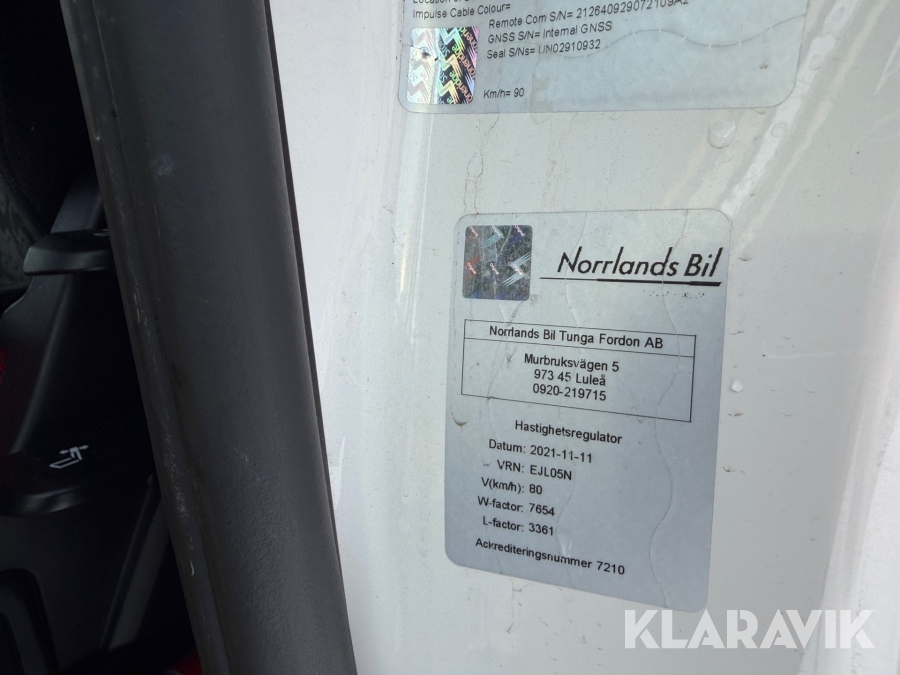 Impulse Cable Colour=
Remote Com S/N= 212640929072109A2
GNSS S/N= Internal GNSS
Seal S/Ns= UN02910932
Km/h= 90
Norrlands Bil
Norrlands Bil Tunga Fordon AB
Murbruksvägen 5
973 45 Luleå
0920-219715
Hastighetsregulator
Datum: 2021-11-11
VRN: EJL05N
V(km/h): 80
W-factor: 7654
L-factor: 3361
Ackrediteringsnummer 7210
KLARAVIK